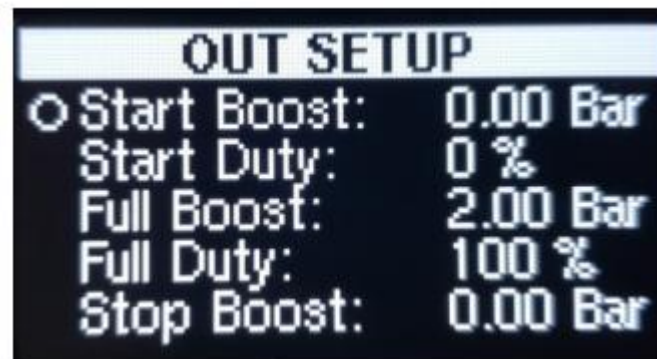 OUT SETUP
Start Boost: 0.00 Bar
Start Duty: 0 %
Full Boost: 2.00 Bar
Full Duty: 100 %
Stop Boost: 0.00 Bar